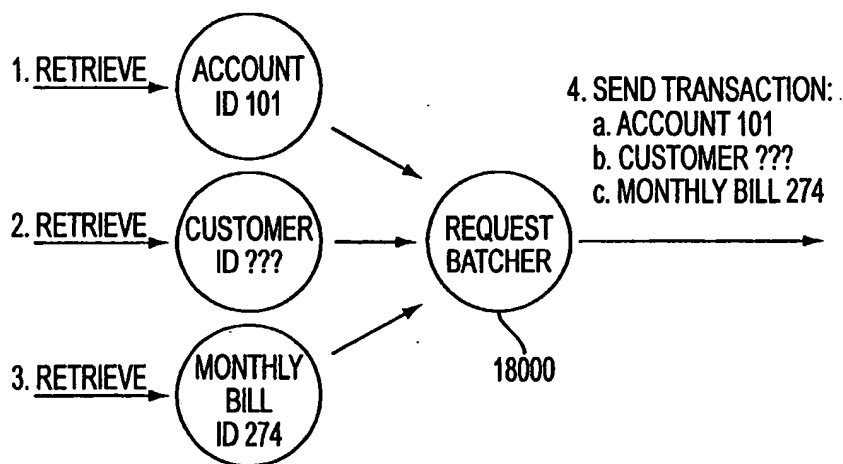 1. RETRIEVE
ACCOUNT
ID 101
2. RETRIEVE
CUSTOMER
ID ???
3. RETRIEVE
MONTHLY
BILL
ID 274
REQUEST
BATCHER
18000
4. SEND TRANSACTION:
a. ACCOUNT 101
b. CUSTOMER ???
c. MONTHLY BILL 274